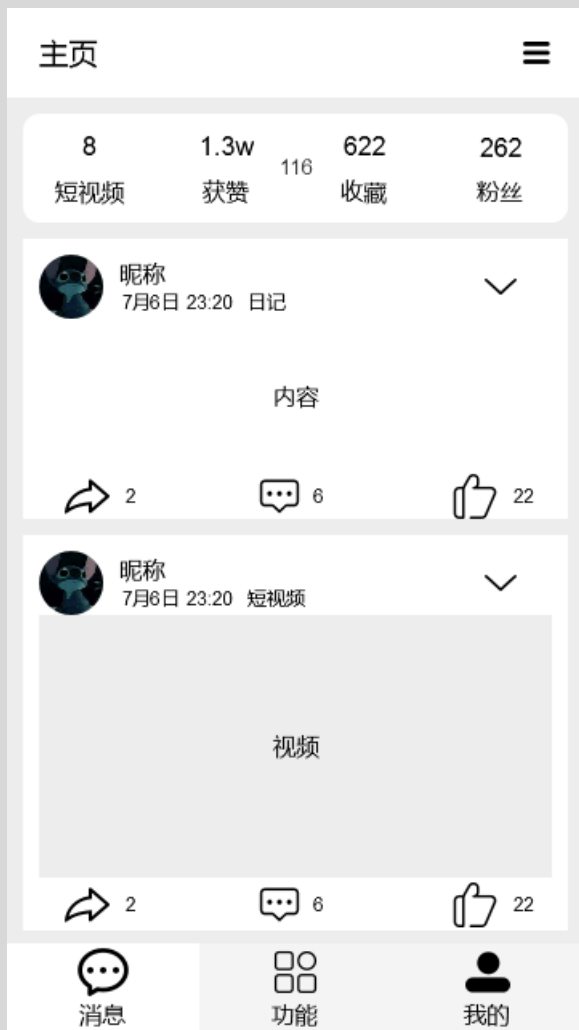 主页
8 1.3w 622 262
116
短视频 获赞 收藏 粉丝
昵称
7月6日 23:20 日记
内容
2 6 22
昵称
7月6日 23:20 短视频
视频
2 6 22
消息 功能 我的